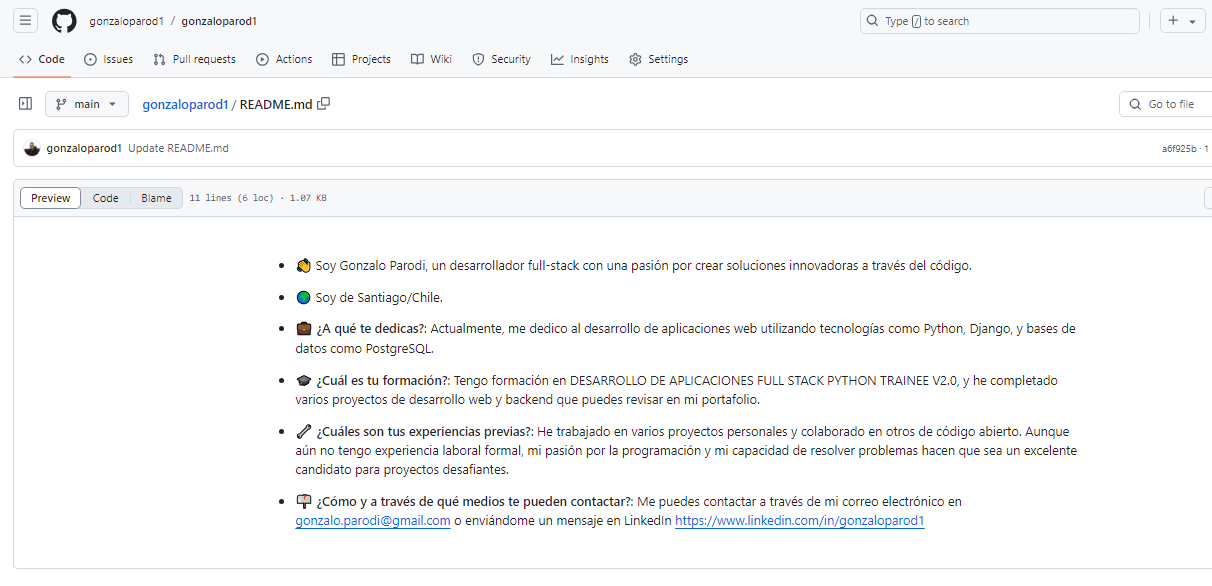 gonzaloparod1 / gonzaloparod1
Type / to search
Code Issues Pull requests Actions Projects Wiki Security Insights Settings
main gonzaloparod1 / README.md Go to file
gonzaloparod1 Update README.md a6f925b · 1
Preview Code Blame 11 lines (6 loc) · 1.07 KB
• 👋 Soy Gonzalo Parodi, un desarrollador full-stack con una pasión por crear soluciones innovadoras a través del código.
• 🌍 Soy de Santiago/Chile.
• 💼 ¿A qué te dedicas?: Actualmente, me dedico al desarrollo de aplicaciones web utilizando tecnologías como Python, Django, y bases de
datos como PostgreSQL.
• 🎓 ¿Cuál es tu formación?: Tengo formación en DESARROLLO DE APLICACIONES FULL STACK PYTHON TRAINEE V2.0, y he completado
varios proyectos de desarrollo web y backend que puedes revisar en mi portafolio.
• 🔧 ¿Cuáles son tus experiencias previas?: He trabajado en varios proyectos personales y colaborado en otros de código abierto. Aunque
aún no tengo experiencia laboral formal, mi pasión por la programación y mi capacidad de resolver problemas hacen que sea un excelente
candidato para proyectos desafiantes.
• 📫 ¿Cómo y a través de qué medios te pueden contactar?: Me puedes contactar a través de mi correo electrónico en
gonzalo.parodi@gmail.com o enviándome un mensaje en LinkedIn https://www.linkedin.com/in/gonzaloparod1